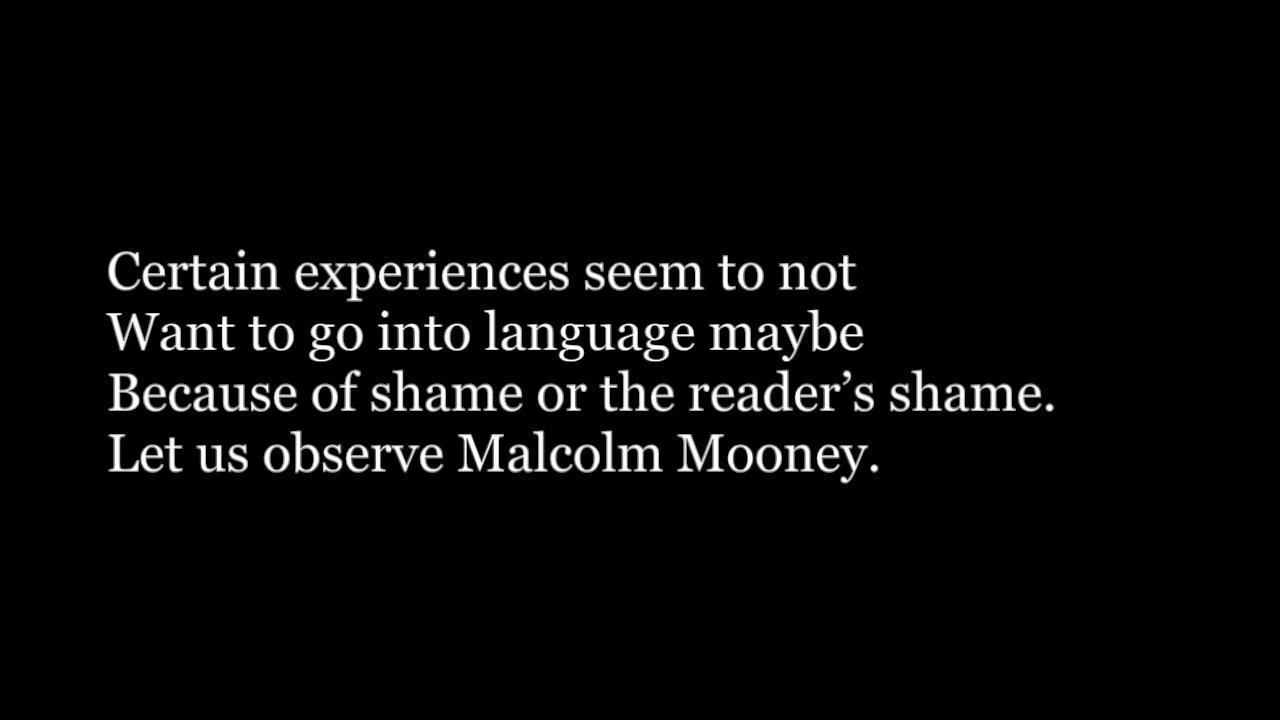 Certain experiences seem to not
Want to go into language maybe
Because of shame or the reader’s shame.
Let us observe Malcolm Mooney.